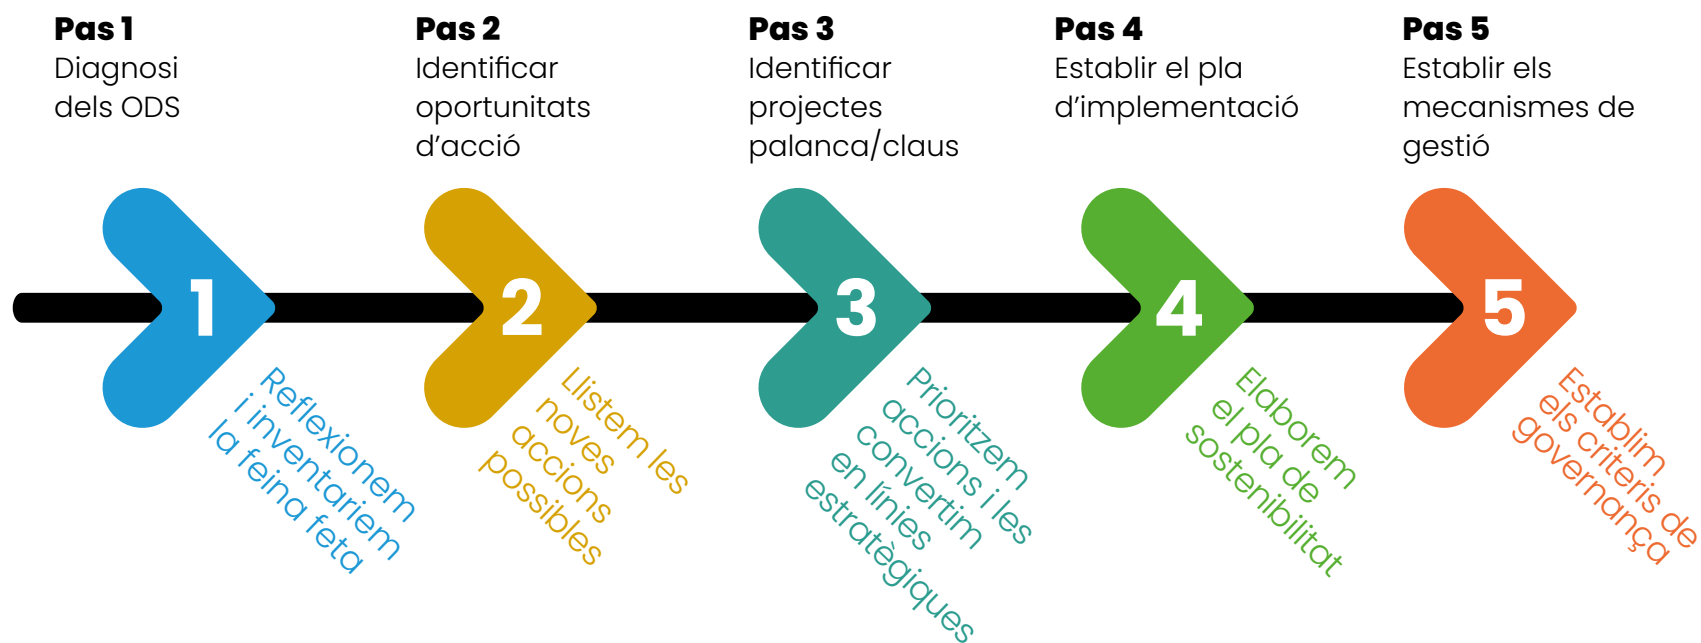 Pas 1
Diagnosi
dels ODS
Pas 2
Identificar
oportunitats
d’acció
Pas 3
Identificar
projectes
palanca/claus
Pas 4
Establir el pla
d’implementació
Pas 5
Establir els
mecanismes de
gestió
1
2
3
4
5
Reflexionem
i inventariem
la feina feta
Llistem les
noves
accions
possibles
Prioritzem
accions i les
convertim
en línies
estratègiques
Elaborem
el pla de
sostenibilitat
Establim
els criteris de
governança